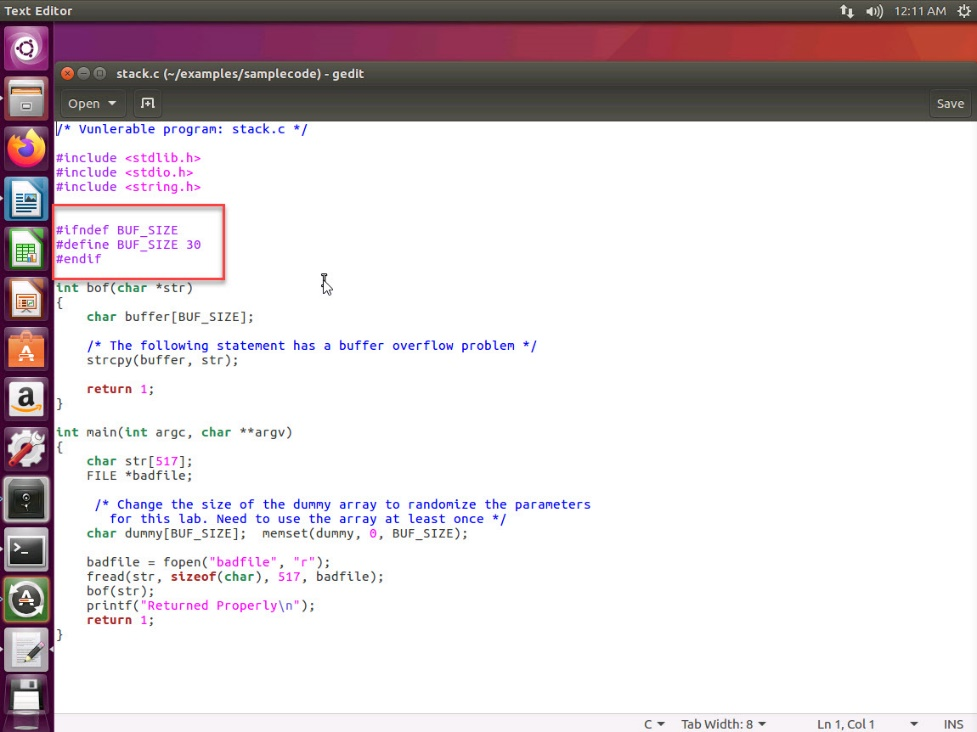 Text Editor
12:11 AM
stack.c (~/examples/samplecode) - gedit
Open
Save
/* Vunlerable program: stack.c */
#include <stdlib.h>
#include <stdio.h>
#include <string.h>
#ifndef BUF_SIZE
#define BUF_SIZE 30
#endif
int bof(char *str)
{
    char buffer[BUF_SIZE];
    /* The following statement has a buffer overflow problem */
    strcpy(buffer, str);
    return 1;
}
int main(int argc, char **argv)
{
    char str[517];
    FILE *badfile;
     /* Change the size of the dummy array to randomize the parameters
       for this lab. Need to use the array at least once */
    char dummy[BUF_SIZE];  memset(dummy, 0, BUF_SIZE);
    badfile = fopen("badfile", "r");
    fread(str, sizeof(char), 517, badfile);
    bof(str);
    printf("Returned Properly\n");
    return 1;
}
C
Tab Width: 8
Ln 1, Col 1
INS